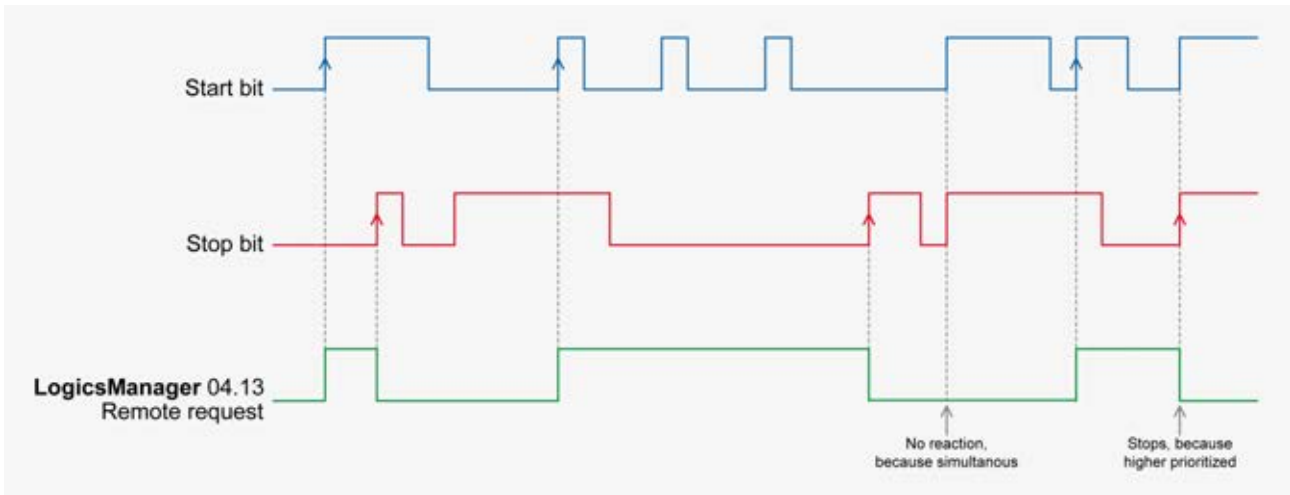 Start bit
Stop bit
LogicsManager 04.13
Remote request
No reaction,
because simultanous
Stops, because
higher prioritized